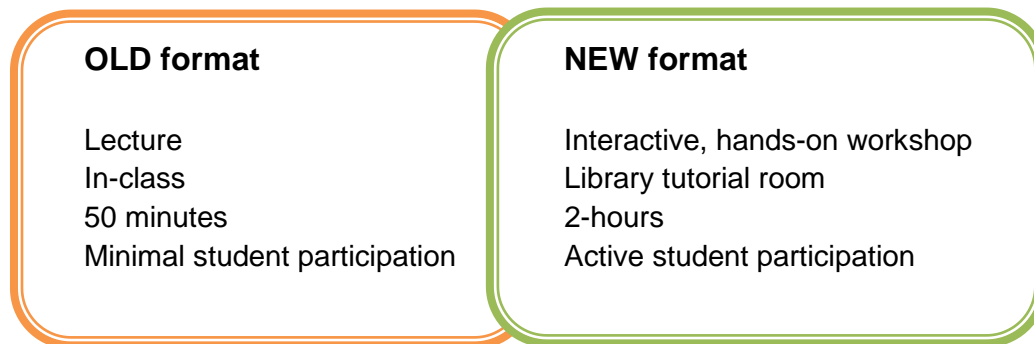 OLD format
Lecture
In-class
50 minutes
Minimal student participation
NEW format
Interactive, hands-on workshop
Library tutorial room
2-hours
Active student participation